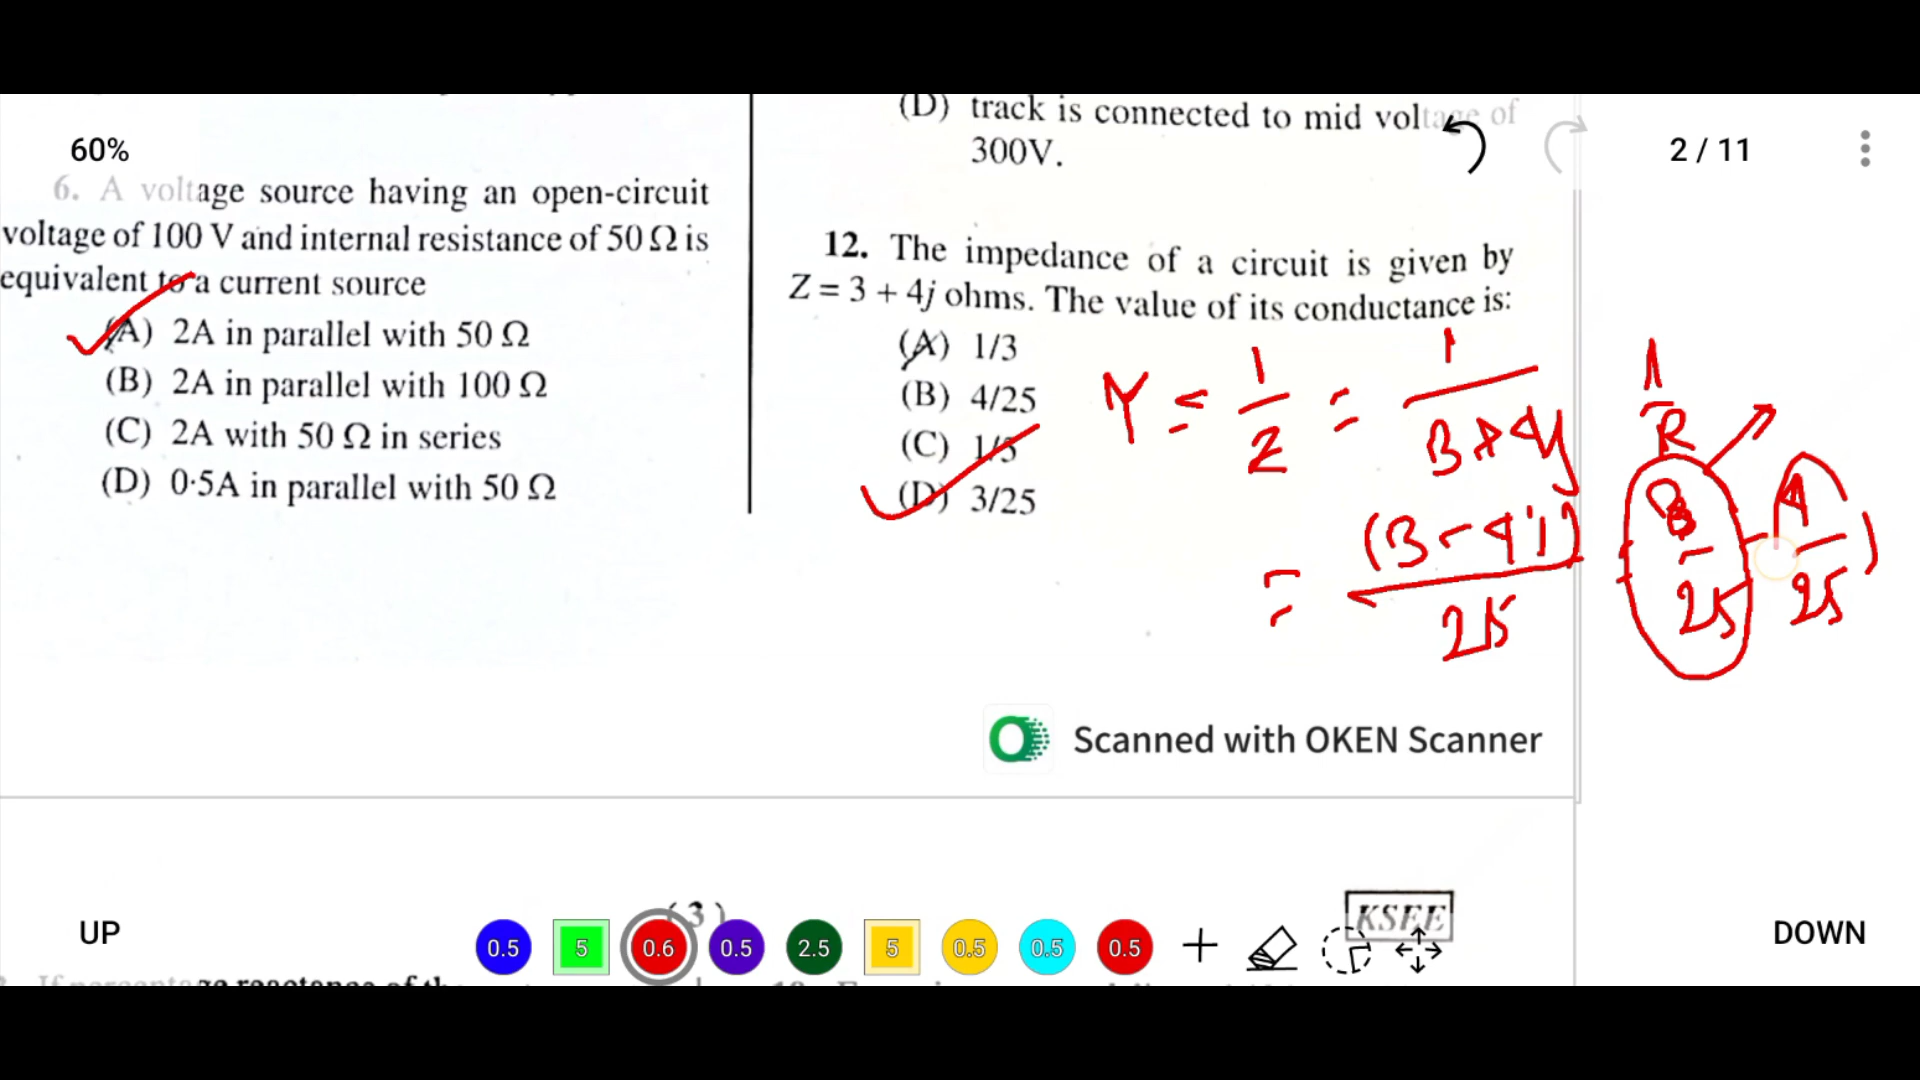 60%
6. A voltage source having an open-circuit
voltage of 100 V and internal resistance of 50 Ω is
equivalent to a current source
(A) 2A in parallel with 50 Ω
(B) 2A in parallel with 100 Ω
(C) 2A with 50 Ω in series
(D) 0·5A in parallel with 50 Ω
(D) track is connected to mid voltage of
300V.
12. The impedance of a circuit is given by
Z = 3 + 4j ohms. The value of its conductance is:
(A) 1/3
(B) 4/25
(C) 1/5
(D) 3/25
Y = 1/Z = 1/3+4j
= (3-4j)/25
1/R
3/25 - 4/25)
2 / 11
Scanned with OKEN Scanner
(3)
KSEE
UP
0.5 5 0.6 0.5 2.5 5 0.5 0.5 0.5 +
DOWN